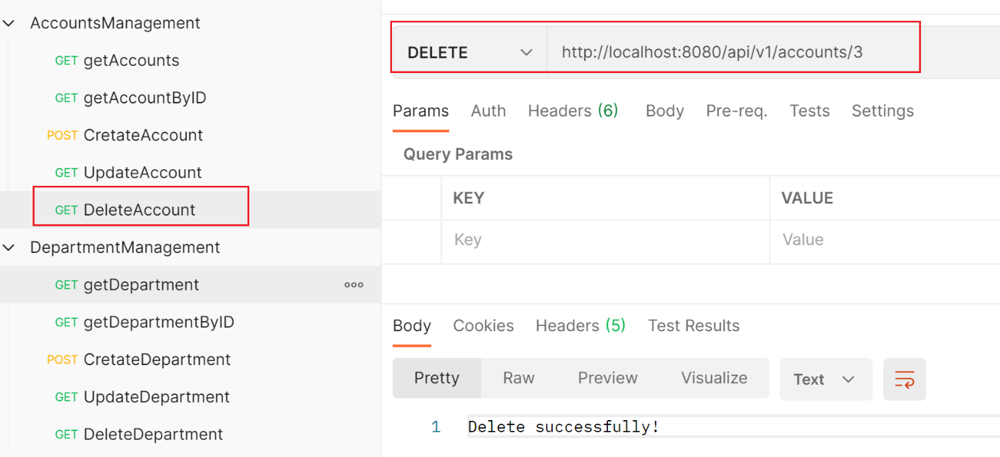 AccountsManagement
GET getAccounts
GET getAccountByID
POST CretateAccount
GET UpdateAccount
GET DeleteAccount
DepartmentManagement
GET getDepartment
GET getDepartmentByID
POST CretateDepartment
GET UpdateDepartment
GET DeleteDepartment
DELETE http://localhost:8080/api/v1/accounts/3
Params Auth Headers (6) Body Pre-req. Tests Settings
Query Params
KEY VALUE
Key Value
Body Cookies Headers (5) Test Results
Pretty Raw Preview Visualize Text
1 Delete successfully!